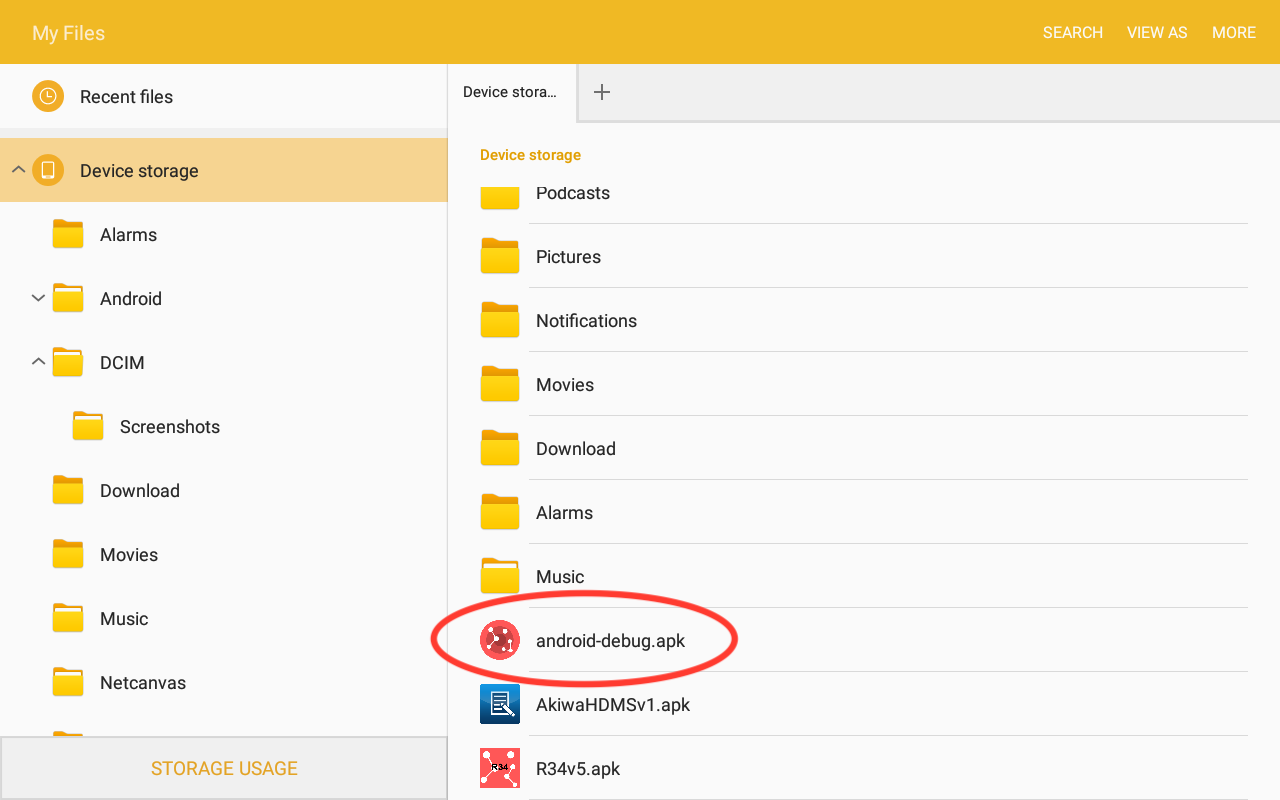 My Files
SEARCH
VIEW AS
MORE
Recent files
Device storage
Alarms
Android
DCIM
Screenshots
Download
Movies
Music
Netcanvas
STORAGE USAGE
Device stora...
Device storage
Podcasts
Pictures
Notifications
Movies
Download
Alarms
Music
android-debug.apk
AkiwaHDMSv1.apk
R34
R34v5.apk